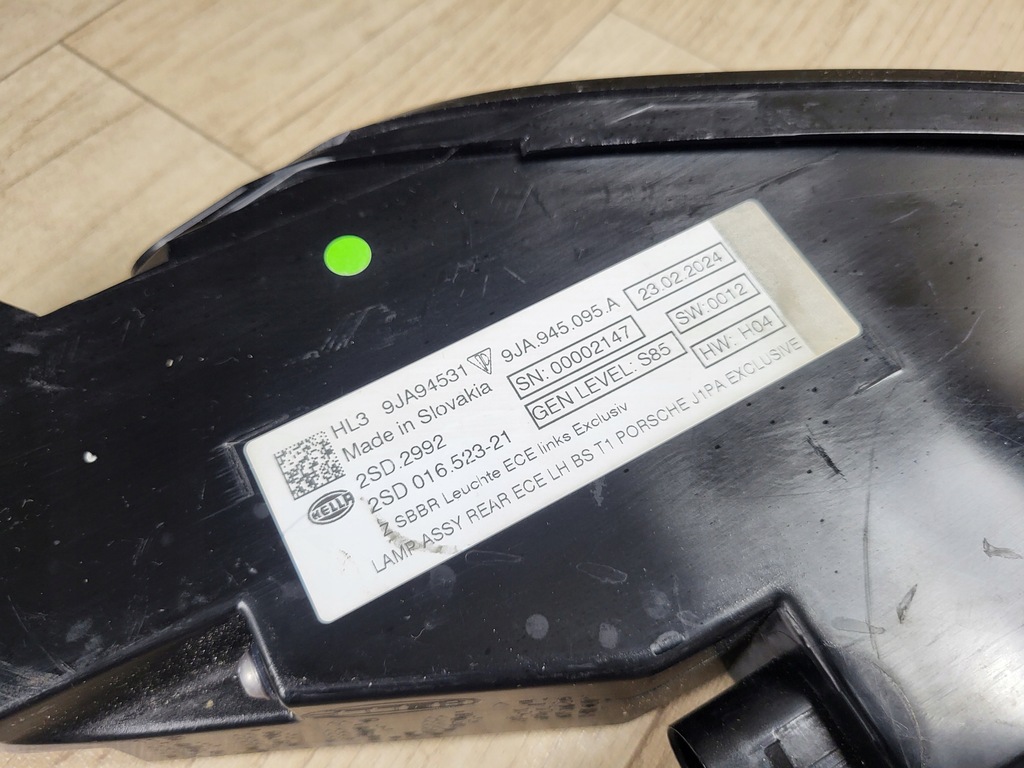 HL3 9JA94531 TD 9JA.945.095.A 23.02.2024
Made in Slovakia SN: 00002147 SW:0012
2SD.2992 GEN LEVEL: S85 HW: H04
HELLA 2SD 016.523-21
SBBR Leuchte ECE links Exclusiv
LAMP ASSY REAR ECE LH BS T1 PORSCHE J1PA EXCLUSIVE